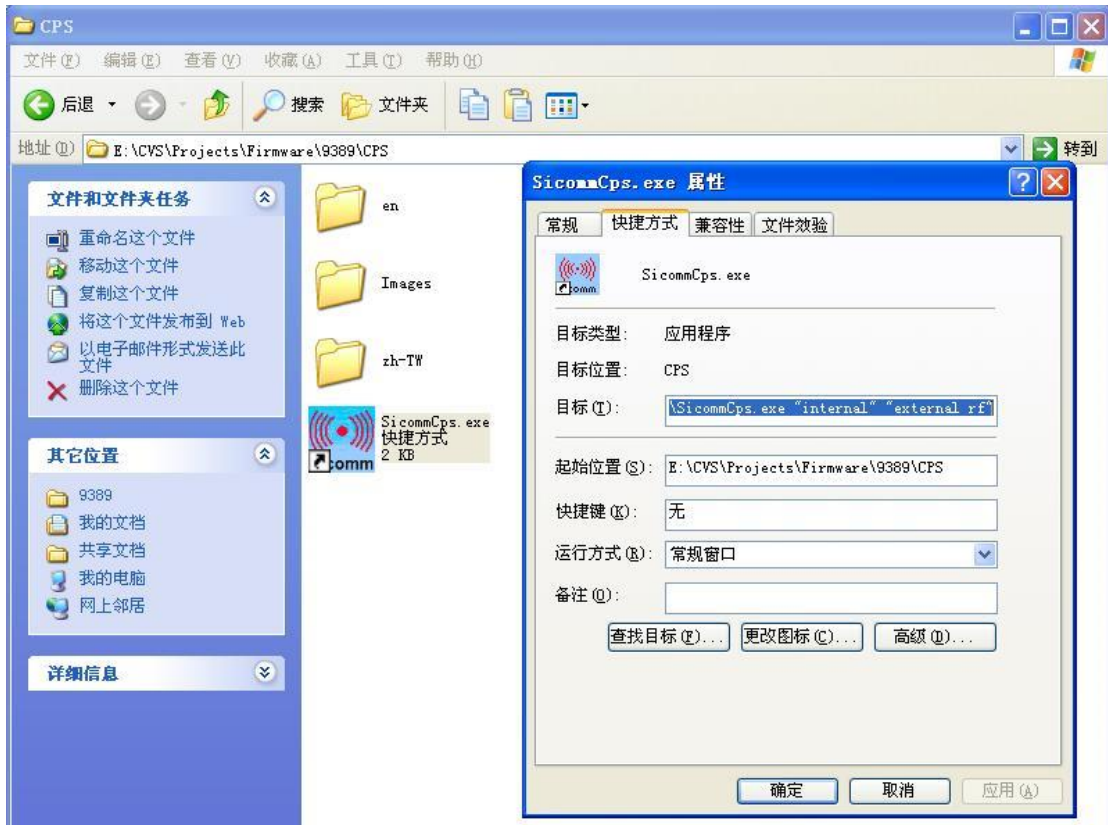 CPS
文件(F) 编辑(E) 查看(V) 收藏(A) 工具(T) 帮助(H)
后退 搜索 文件夹
地址(D) E:\CVS\Projects\Firmware\9389\CPS 转到
文件和文件夹任务
重命名这个文件
移动这个文件
复制这个文件
将这个文件发布到 Web
以电子邮件形式发送此
文件
删除这个文件
其它位置
9389
我的文档
共享文档
我的电脑
网上邻居
详细信息
en
Images
zh-TW
SicommCps.exe
快捷方式
2 KB
comm
SicommCps.exe 属性
常规 快捷方式 兼容性 文件效验
comm
SicommCps.exe
目标类型: 应用程序
目标位置: CPS
目标(T): \SicommCps.exe "internal" "external rf"
起始位置(S): E:\CVS\Projects\Firmware\9389\CPS
快捷键(K): 无
运行方式(R): 常规窗口
备注(O):
查找目标(F)... 更改图标(C)... 高级(D)...
确定 取消 应用(A)